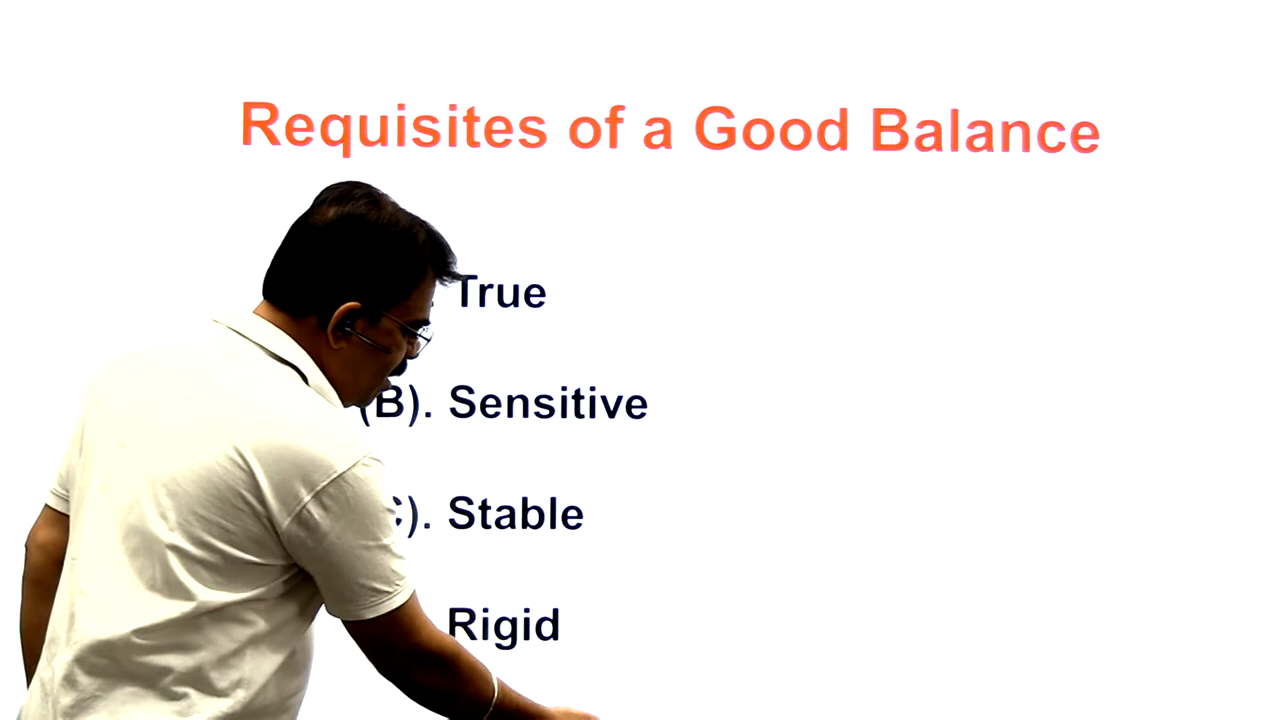 Requisites of a Good Balance
. True
(B). Sensitive
). Stable
Rigid